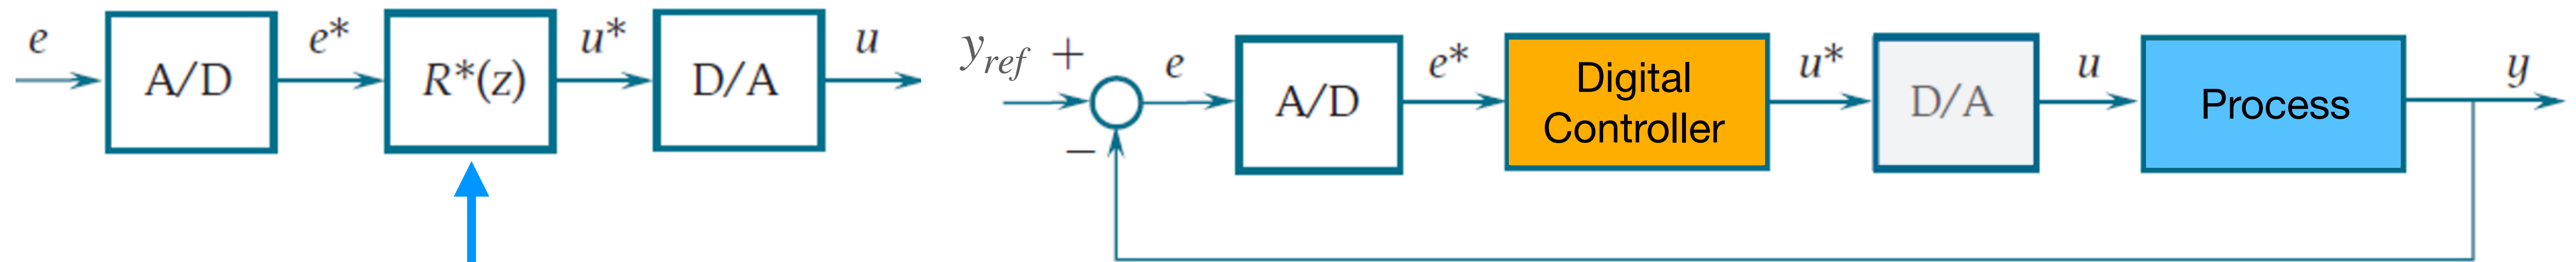 e
A/D
e*
R*(z)
u*
D/A
u
y_ref
+
−
e
A/D
e*
Digital
Controller
u*
D/A
u
Process
y